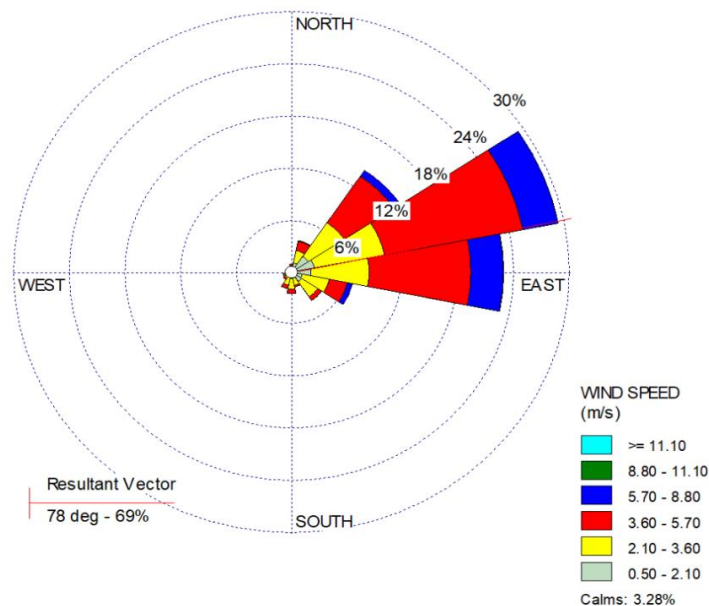 NORTH
30%
24%
18%
12%
6%
WEST
EAST
SOUTH
Resultant Vector
78 deg - 69%
WIND SPEED
(m/s)
>= 11.10
8.80 - 11.10
5.70 - 8.80
3.60 - 5.70
2.10 - 3.60
0.50 - 2.10
Calms: 3.28%